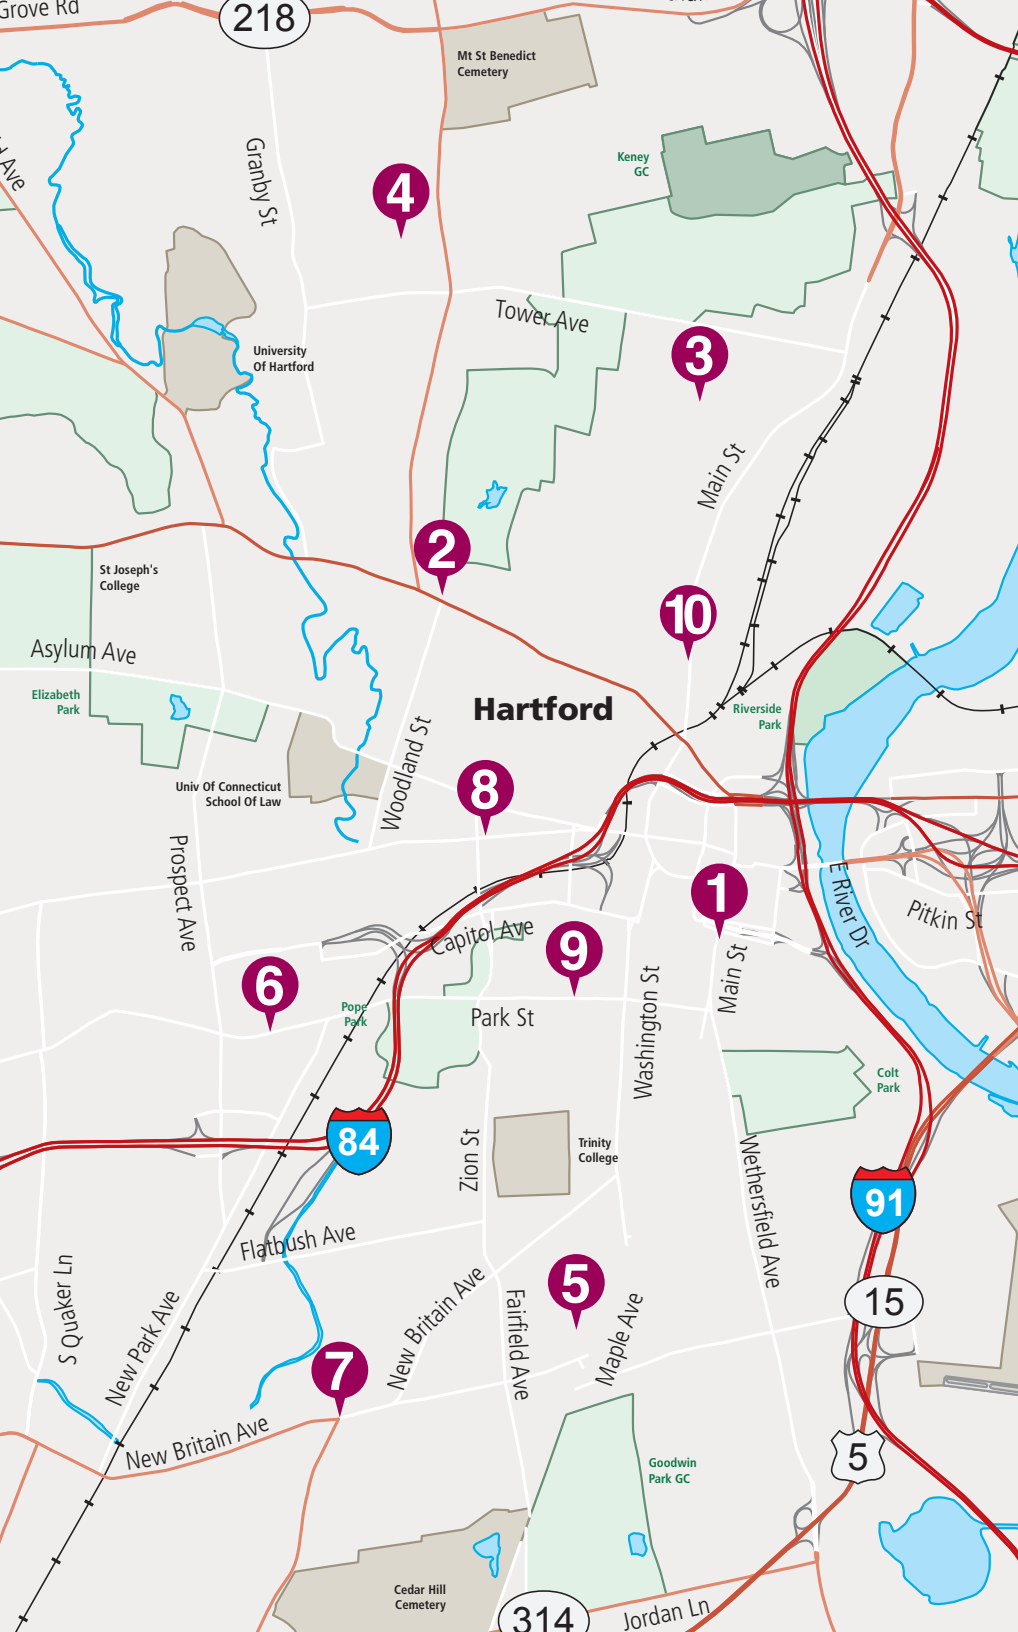 Grove Rd
218
Mt St Benedict
Cemetery
Ave
Granby St
Keney
GC
4
Tower Ave
3
University
Of Hartford
Main St
2
St Joseph's
College
10
Asylum Ave
Elizabeth
Park
Hartford
Riverside
Park
Woodland St
Univ Of Connecticut
School Of Law
8
Prospect Ave
1
E River Dr
Pitkin St
Capitol Ave
9
Main St
6
Pope
Park
Park St
Washington St
Colt
Park
84
Zion St
Trinity
College
Wethersfield Ave
91
Flatbush Ave
S Quaker Ln
New Park Ave
New Britain Ave
Fairfield Ave
5
Maple Ave
15
7
New Britain Ave
Goodwin
Park GC
5
Cedar Hill
Cemetery
314
Jordan Ln